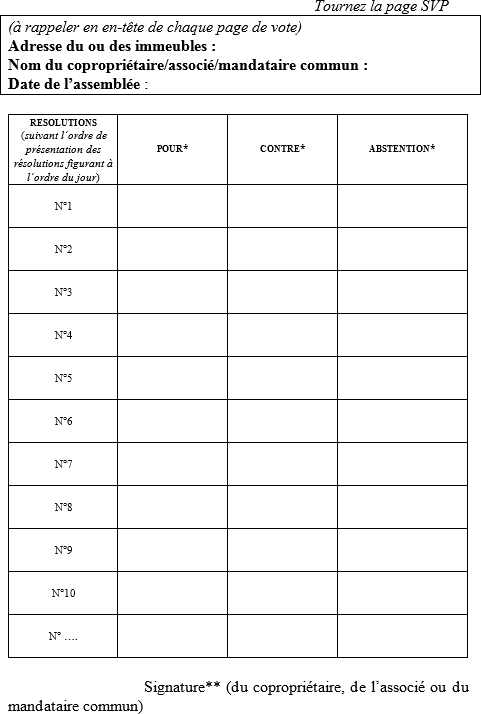 Tournez la page SVP
(à rappeler en en-tête de chaque page de vote)
Adresse du ou des immeubles :
Nom du copropriétaire/associé/mandataire commun :
Date de l’assemblée :
RESOLUTIONS
(suivant l´ordre de
présentation des
résolutions figurant à
l´ordre du jour)
POUR*
CONTRE*
ABSTENTION*
N°1
N°2
N°3
N°4
N°5
N°6
N°7
N°8
N°9
N°10
N° ….
Signature** (du copropriétaire, de l’associé ou du
mandataire commun)